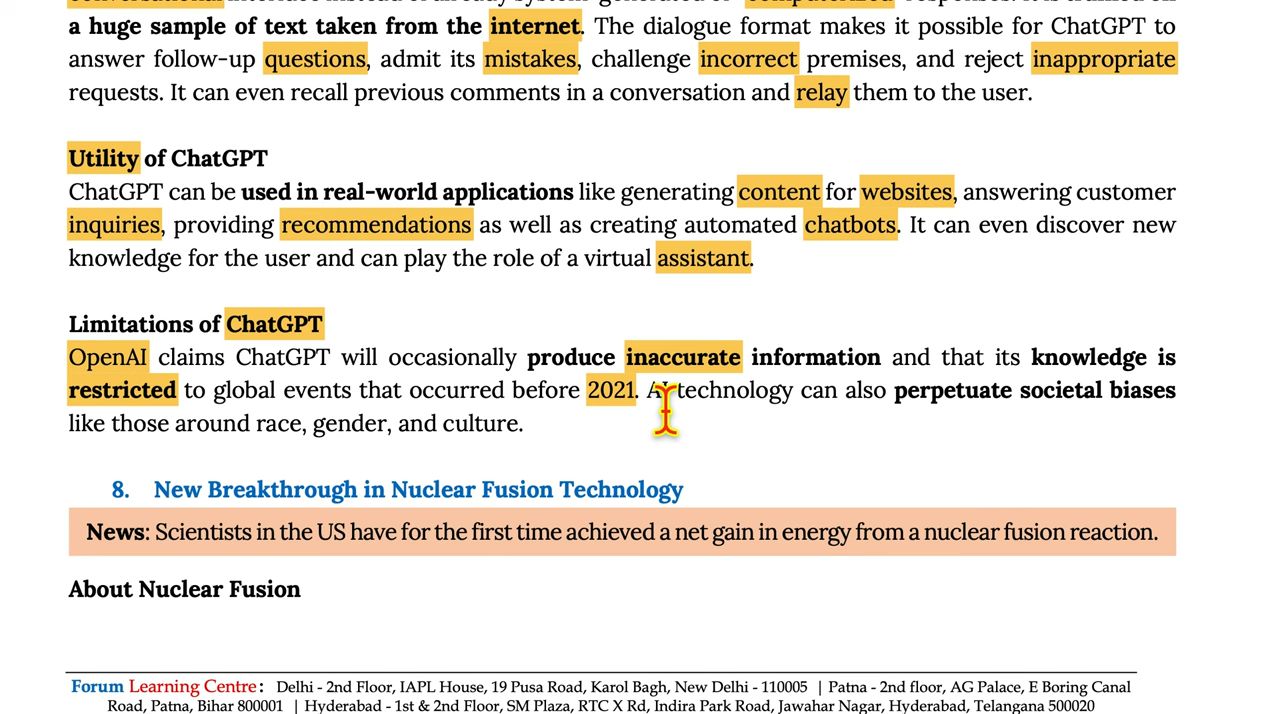 a huge sample of text taken from the internet. The dialogue format makes it possible for ChatGPT to
answer follow-up questions, admit its mistakes, challenge incorrect premises, and reject inappropriate
requests. It can even recall previous comments in a conversation and relay them to the user.
Utility of ChatGPT
ChatGPT can be used in real-world applications like generating content for websites, answering customer
inquiries, providing recommendations as well as creating automated chatbots. It can even discover new
knowledge for the user and can play the role of a virtual assistant.
Limitations of ChatGPT
OpenAI claims ChatGPT will occasionally produce inaccurate information and that its knowledge is
restricted to global events that occurred before 2021. AI technology can also perpetuate societal biases
like those around race, gender, and culture.
8. New Breakthrough in Nuclear Fusion Technology
News: Scientists in the US have for the first time achieved a net gain in energy from a nuclear fusion reaction.
About Nuclear Fusion
Forum Learning Centre: Delhi - 2nd Floor, IAPL House, 19 Pusa Road, Karol Bagh, New Delhi - 110005 | Patna - 2nd floor, AG Palace, E Boring Canal
Road, Patna, Bihar 800001 | Hyderabad - 1st & 2nd Floor, SM Plaza, RTC X Rd, Indira Park Road, Jawahar Nagar, Hyderabad, Telangana 500020